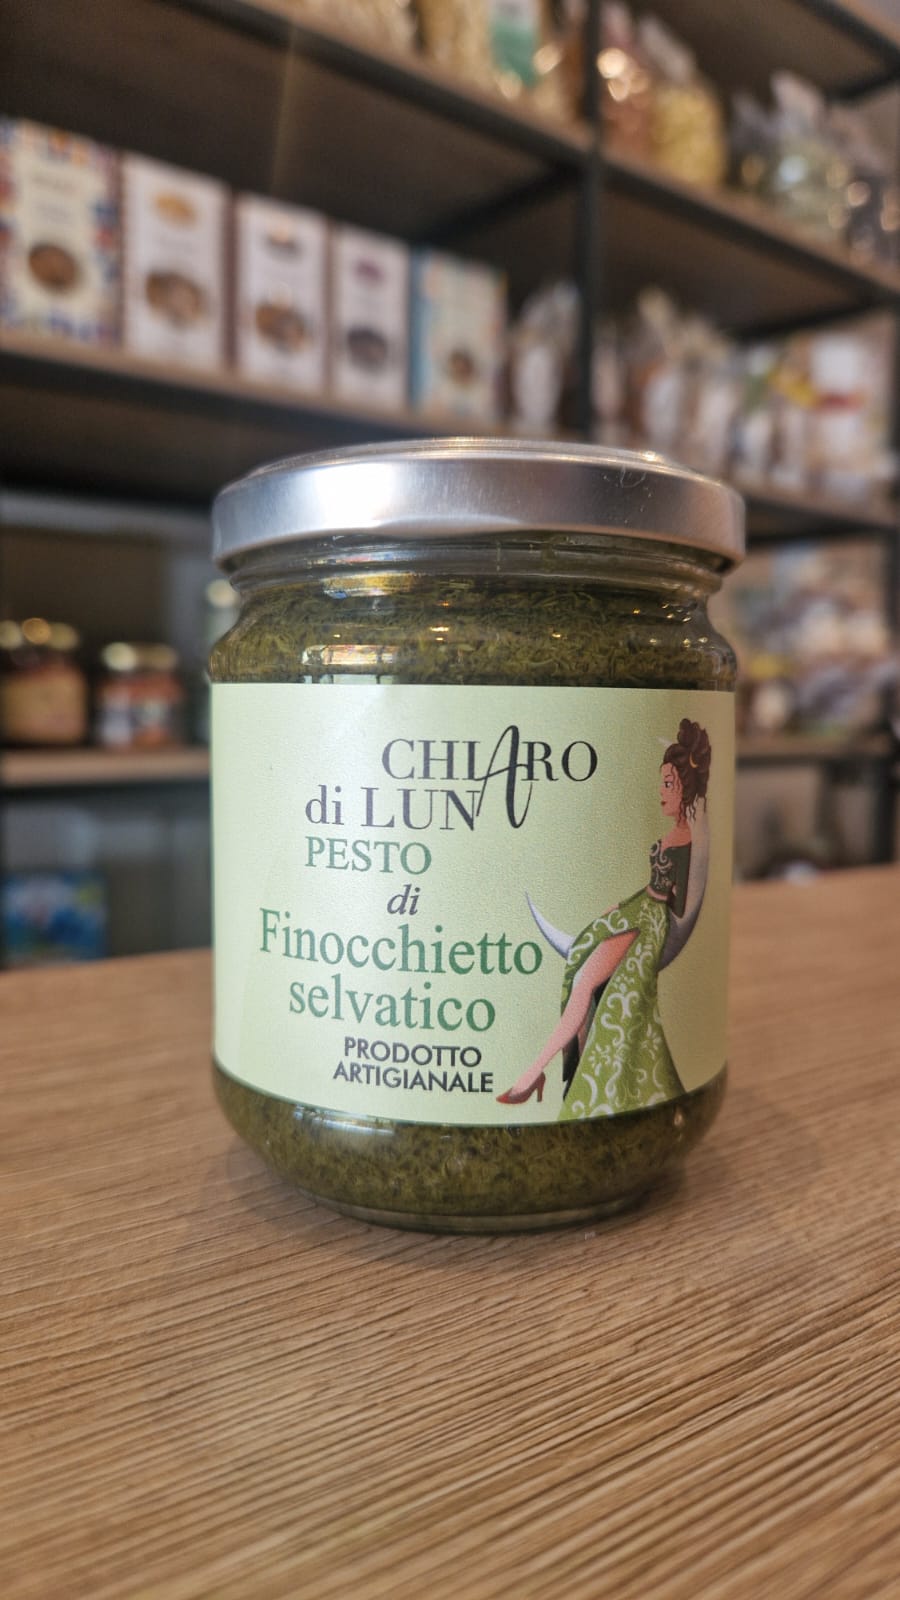 CHIARO
di LUNA
PESTO
di
Finocchietto
selvatico
PRODOTTO
ARTIGIANALE